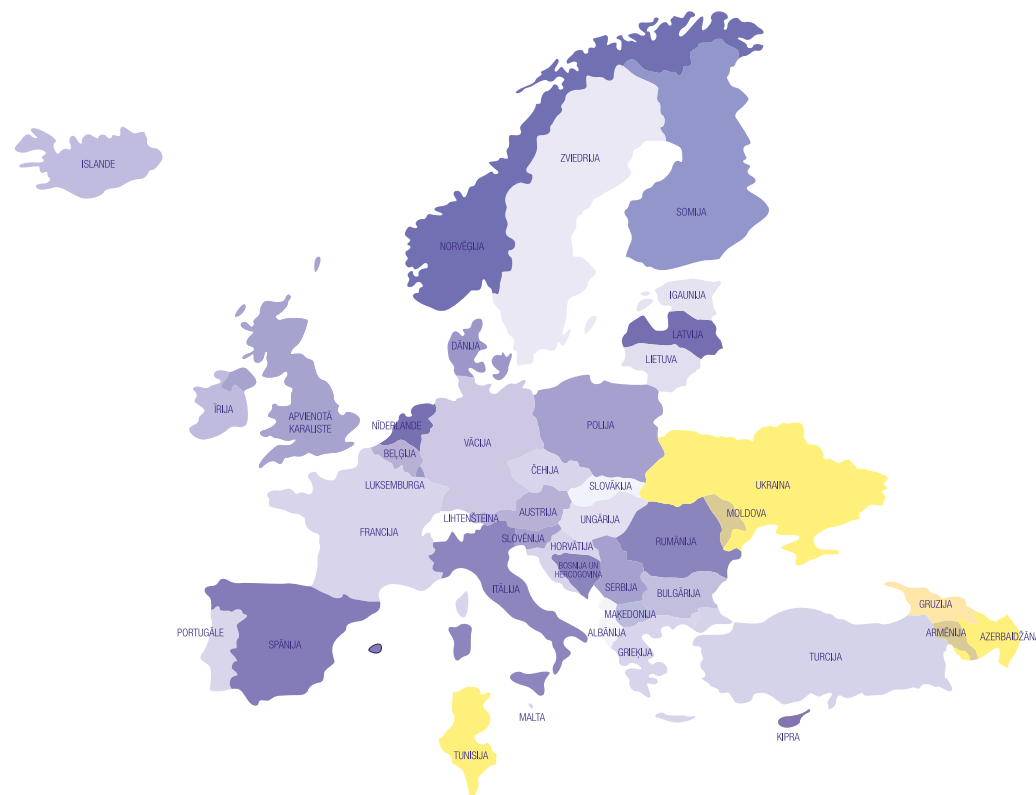 ISLANDE
ZVIEDRIJA
SOMIJA
NORVĒĢIJA
IGAUNIJA
LATVIJA
DĀNIJA
LIETUVA
ĪRIJA
APVIENOTĀ
KARALISTE
NĪDERLANDE
POLIJA
VĀCIJA
BEĻĢIJA
ČEHIJA
LUKSEMBURGA
SLOVĀKIJA
UKRAINA
AUSTRIJA
MOLDOVA
LIHTENŠTEINA
UNGĀRIJA
FRANCIJA
SLOVĒNIJA
RUMĀNIJA
HORVĀTIJA
BOSNIJA UN
HERCOGOVINA
ITĀLIJA
SERBIJA
BULGĀRIJA
GRUZIJA
MAKEDONIJA
PORTUGĀLE
ALBĀNIJA
ARMĒNIJA
AZERBAIDŽĀNA
SPĀNIJA
GRIEĶIJA
TURCIJA
MALTA
KIPRA
TUNISIJA